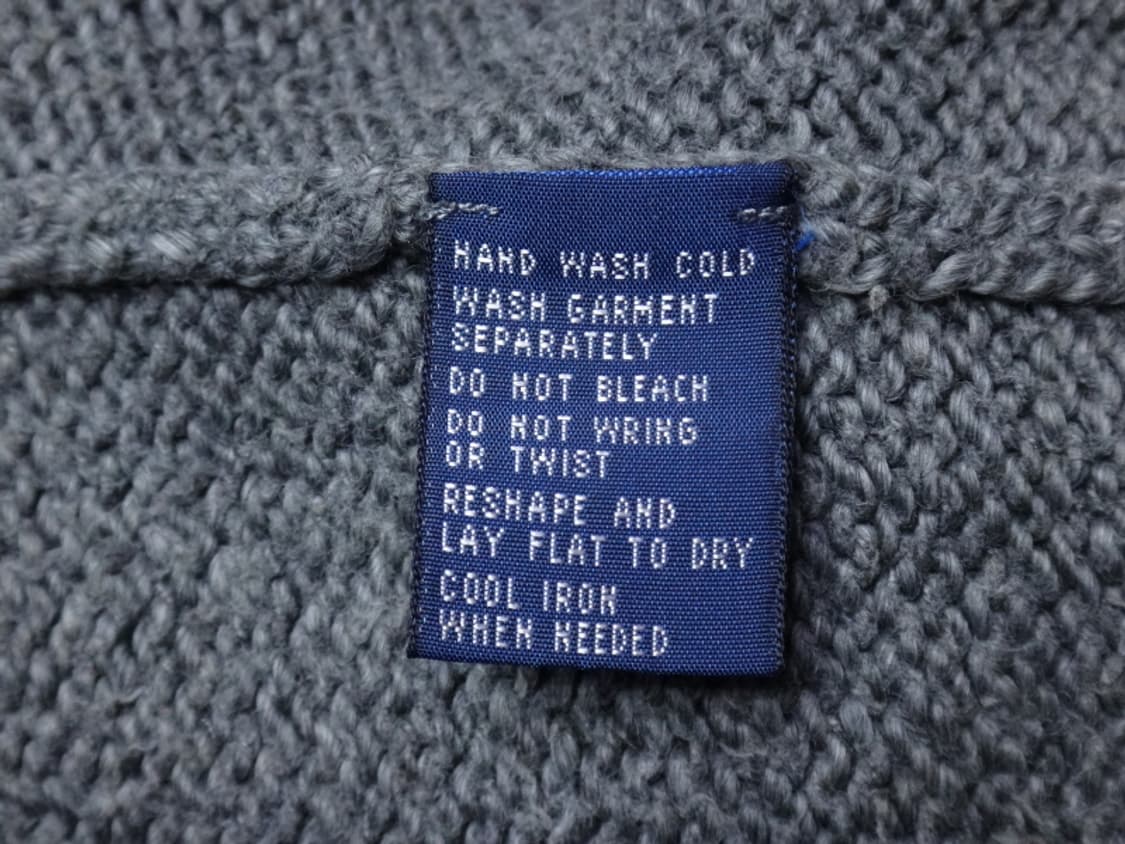 HAND WASH COLD
WASH GARMENT
SEPARATELY
DO NOT BLEACH
DO NOT WRING
OR TWIST
RESHAPE AND
LAY FLAT TO DRY
COOL IRON
WHEN NEEDED